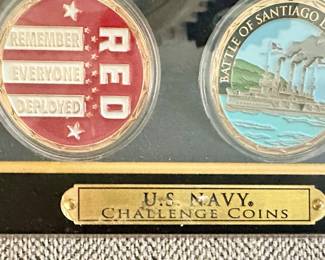 REMEMBER
EVERYONE
DEPLOYED
RED
BATTLE OF SANTIAGO
U.S. NAVY®
CHALLENGE COINS